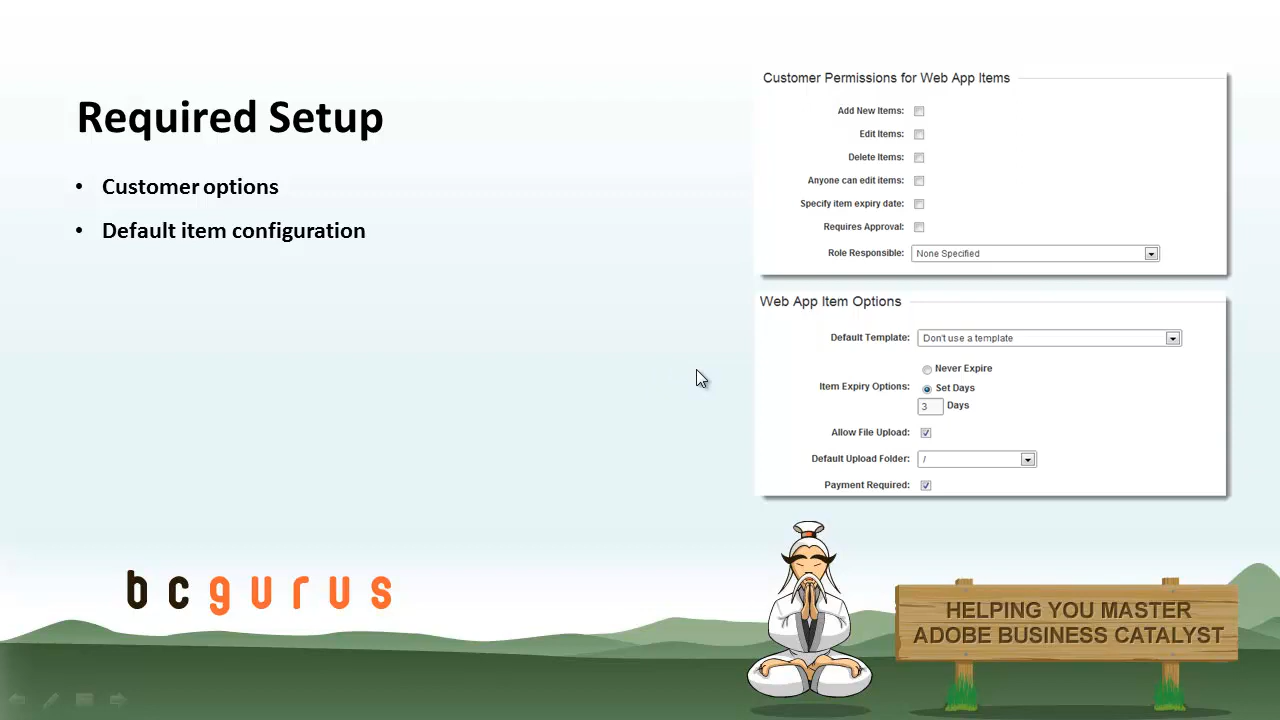 Required Setup
• Customer options
• Default item configuration
Customer Permissions for Web App Items
Add New Items:
Edit Items:
Delete Items:
Anyone can edit items:
Specify item expiry date:
Requires Approval:
Role Responsible: None Specified
Web App Item Options
Default Template: Don't use a template
Never Expire
Item Expiry Options: Set Days
3 Days
Allow File Upload:
Default Upload Folder: /
Payment Required:
bcgurus
HELPING YOU MASTER
ADOBE BUSINESS CATALYST